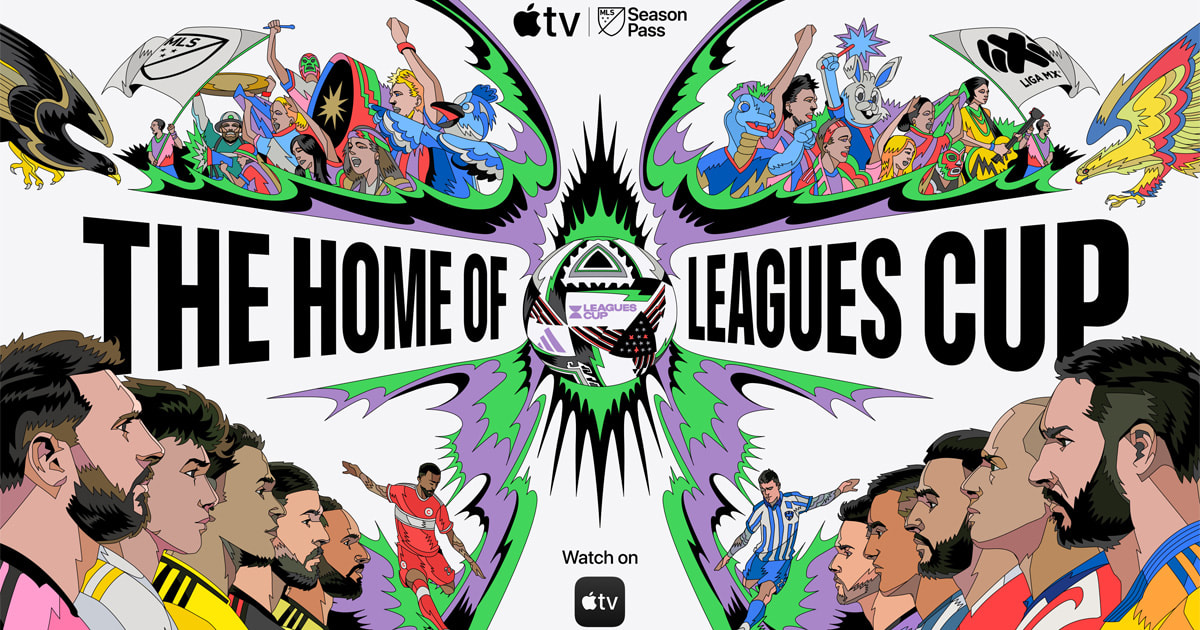 tv
MLS
Season
Pass
MLS
LIGA MX
THE HOME OF
LEAGUES CUP
LEAGUES
CUP
Watch on
tv